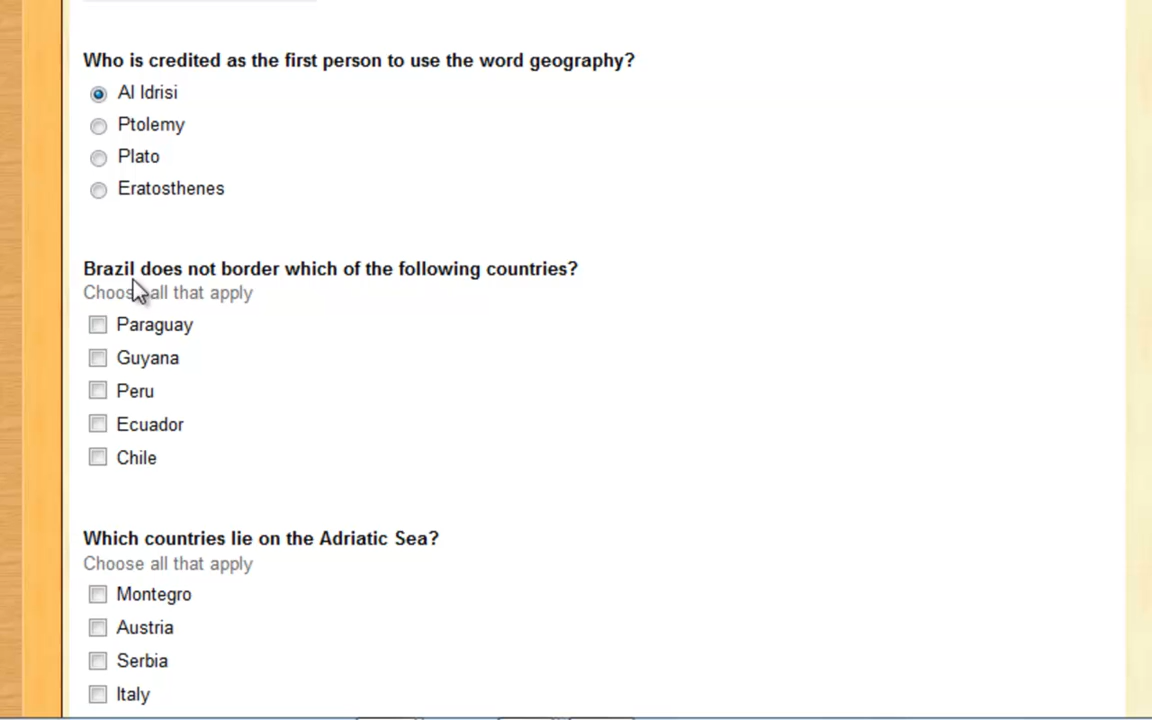 Who is credited as the first person to use the word geography?
Al Idrisi
Ptolemy
Plato
Eratosthenes
Brazil does not border which of the following countries?
Choose all that apply
Paraguay
Guyana
Peru
Ecuador
Chile
Which countries lie on the Adriatic Sea?
Choose all that apply
Montegro
Austria
Serbia
Italy